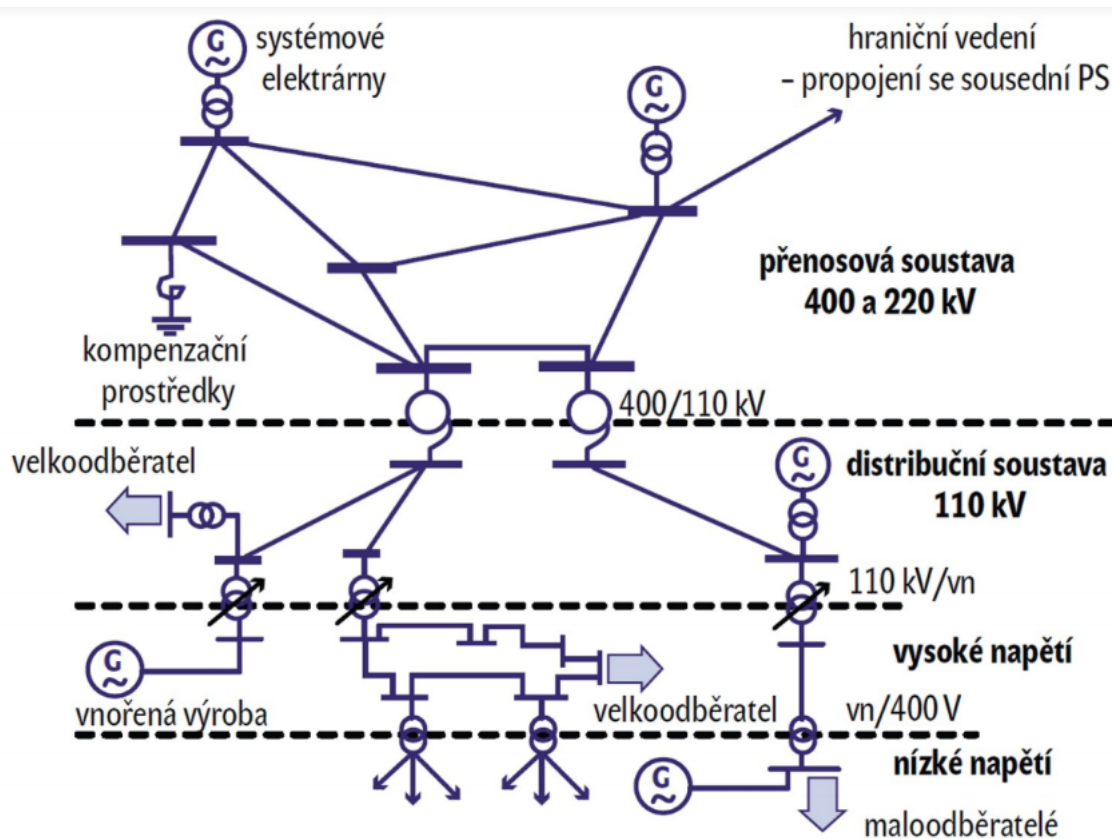 G
systémové
elektrárny
hraniční vedení
– propojení se sousední PS
G
přenosová soustava
400 a 220 kV
kompenzační
prostředky
400/110 kV
velkoodběratel
G
distribuční soustava
110 kV
110 kV/vn
vysoké napětí
G
vnořená výroba
velkoodběratel
vn/400 V
nízké napětí
G
maloodběratelé